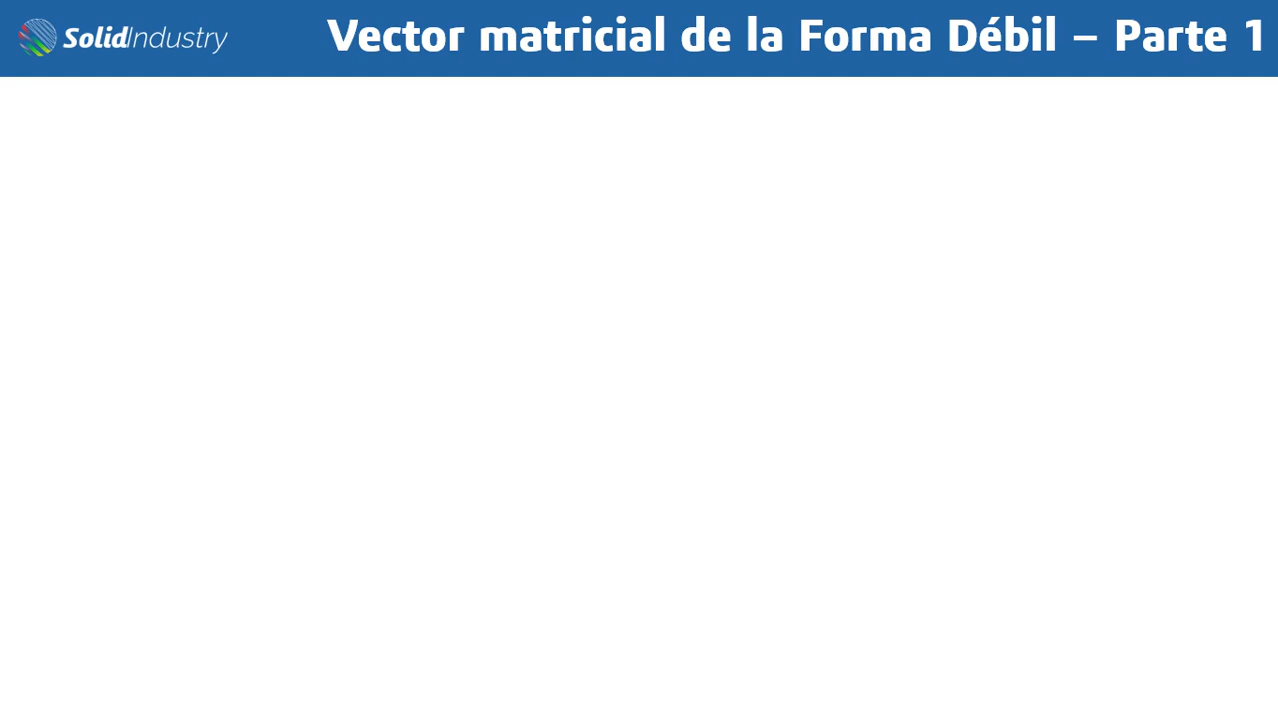 SolidIndustry
Vector matricial de la Forma Débil – Parte 1